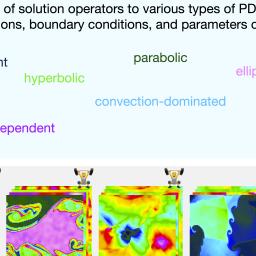 of solution operators to various types of PD
ons, boundary conditions, and parameters o
nt
parabolic
hyperbolic
ellip
convection-dominated
ependent